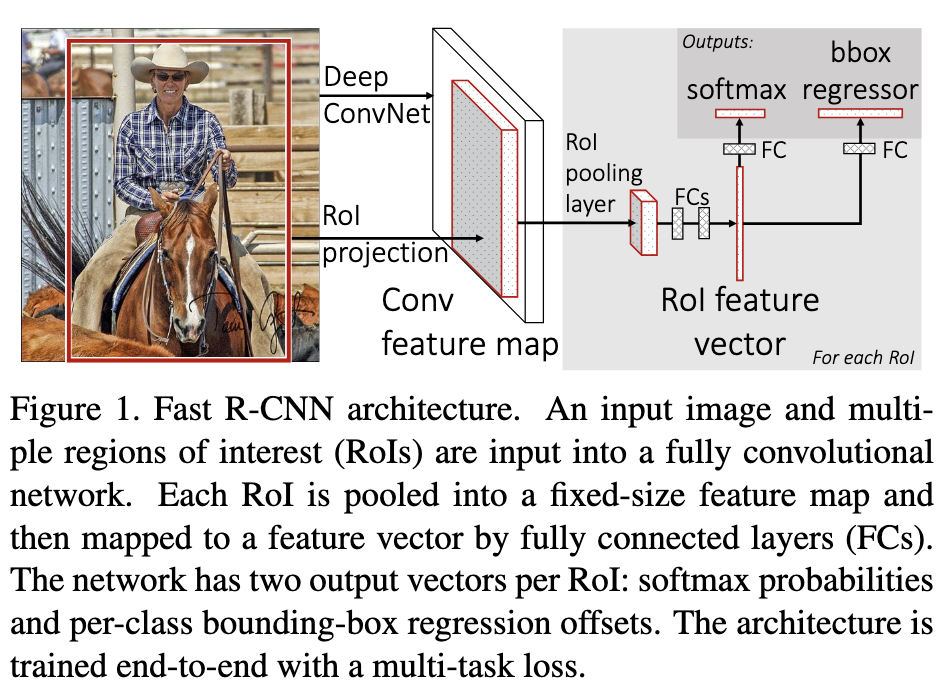 Outputs:
bbox
softmax regressor
Deep
ConvNet
FC FC
RoI
pooling
layer
FCs
RoI
projection
Conv
feature map
RoI feature
vector
For each RoI
Figure 1. Fast R-CNN architecture. An input image and multi-
ple regions of interest (RoIs) are input into a fully convolutional
network. Each RoI is pooled into a fixed-size feature map and
then mapped to a feature vector by fully connected layers (FCs).
The network has two output vectors per RoI: softmax probabilities
and per-class bounding-box regression offsets. The architecture is
trained end-to-end with a multi-task loss.